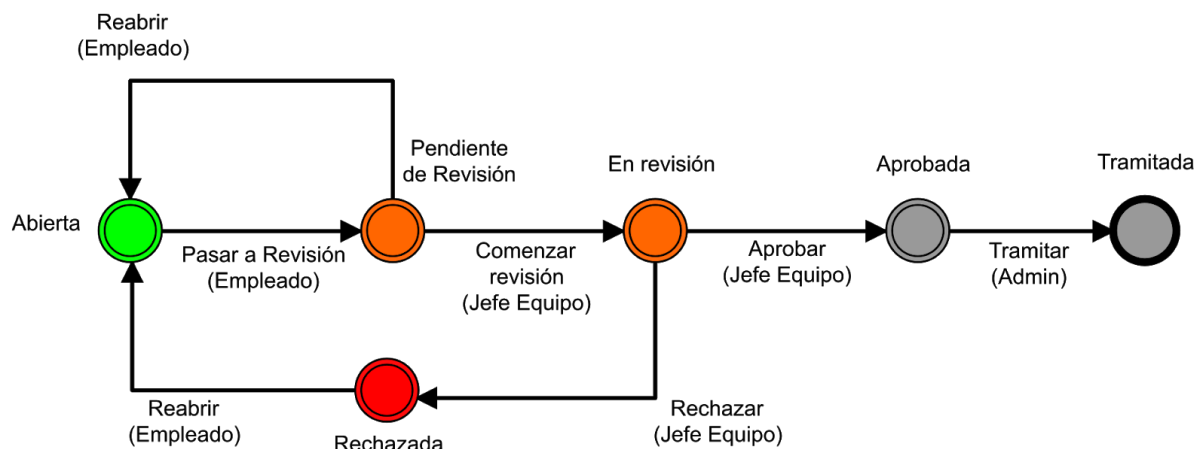 Reabrir
(Empleado)
Pendiente
de Revisión
En revisión
Aprobada
Tramitada
Abierta
Pasar a Revisión
(Empleado)
Comenzar
revisión
(Jefe Equipo)
Aprobar
(Jefe Equipo)
Tramitar
(Admin)
Reabrir
(Empleado)
Rechazada
Rechazar
(Jefe Equipo)